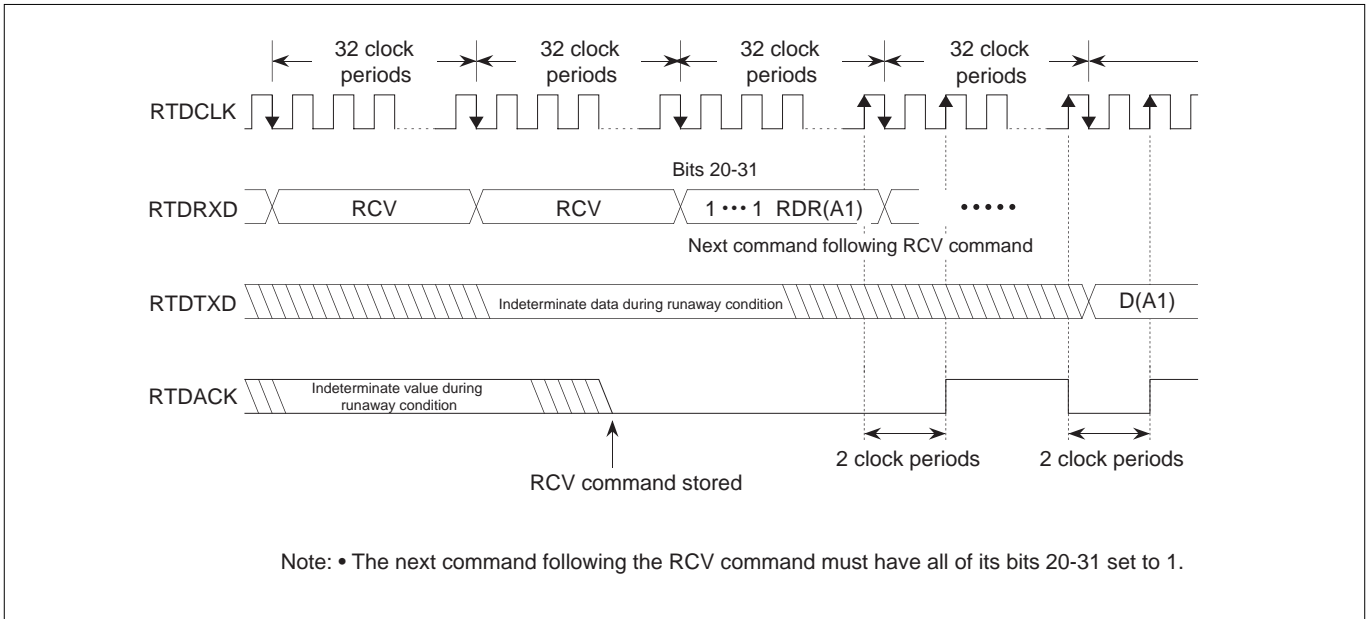 32 clock periods
32 clock periods
32 clock periods
32 clock periods
RTDCLK
Bits 20-31
RTDRXD
RCV
RCV
1 ••• 1 RDR(A1)
•••••
Next command following RCV command
RTDTXD
Indeterminate data during runaway condition
D(A1)
RTDACK
Indeterminate value during
runaway condition
2 clock periods
2 clock periods
RCV command stored
Note: • The next command following the RCV command must have all of its bits 20-31 set to 1.